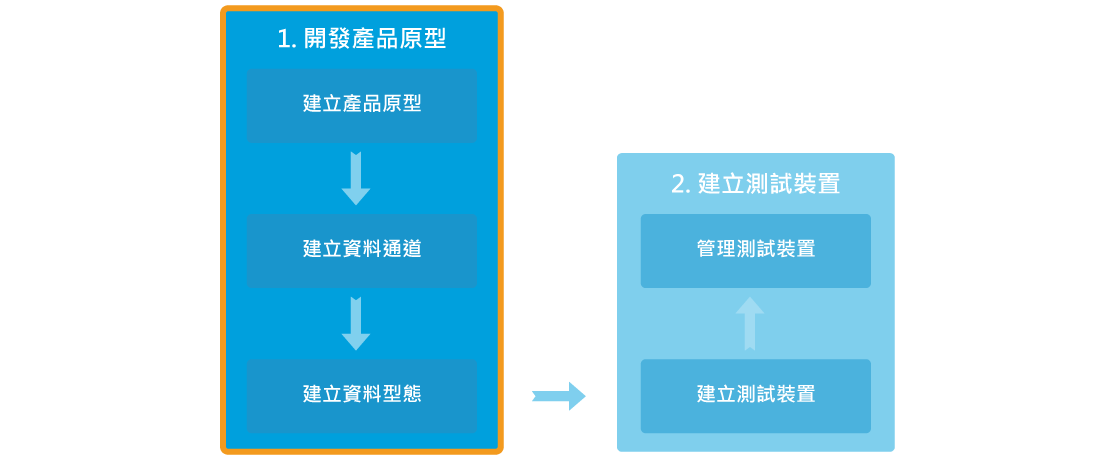 1. 開發產品原型
建立產品原型
建立資料通道
建立資料型態
2. 建立測試裝置
管理測試裝置
建立測試裝置